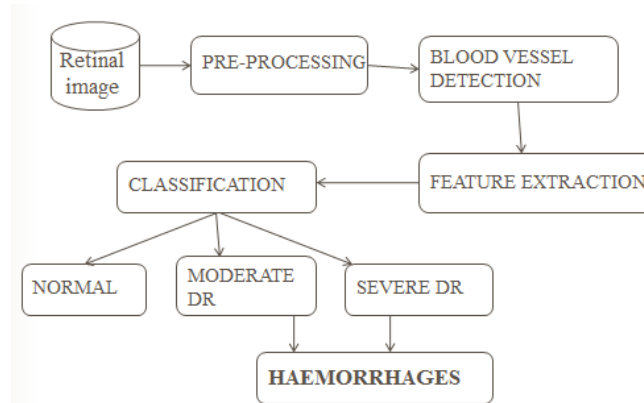 Retinal
image
PRE-PROCESSING
BLOOD VESSEL
DETECTION
FEATURE EXTRACTION
CLASSIFICATION
NORMAL
MODERATE
DR
SEVERE DR
HAEMORRHAGES